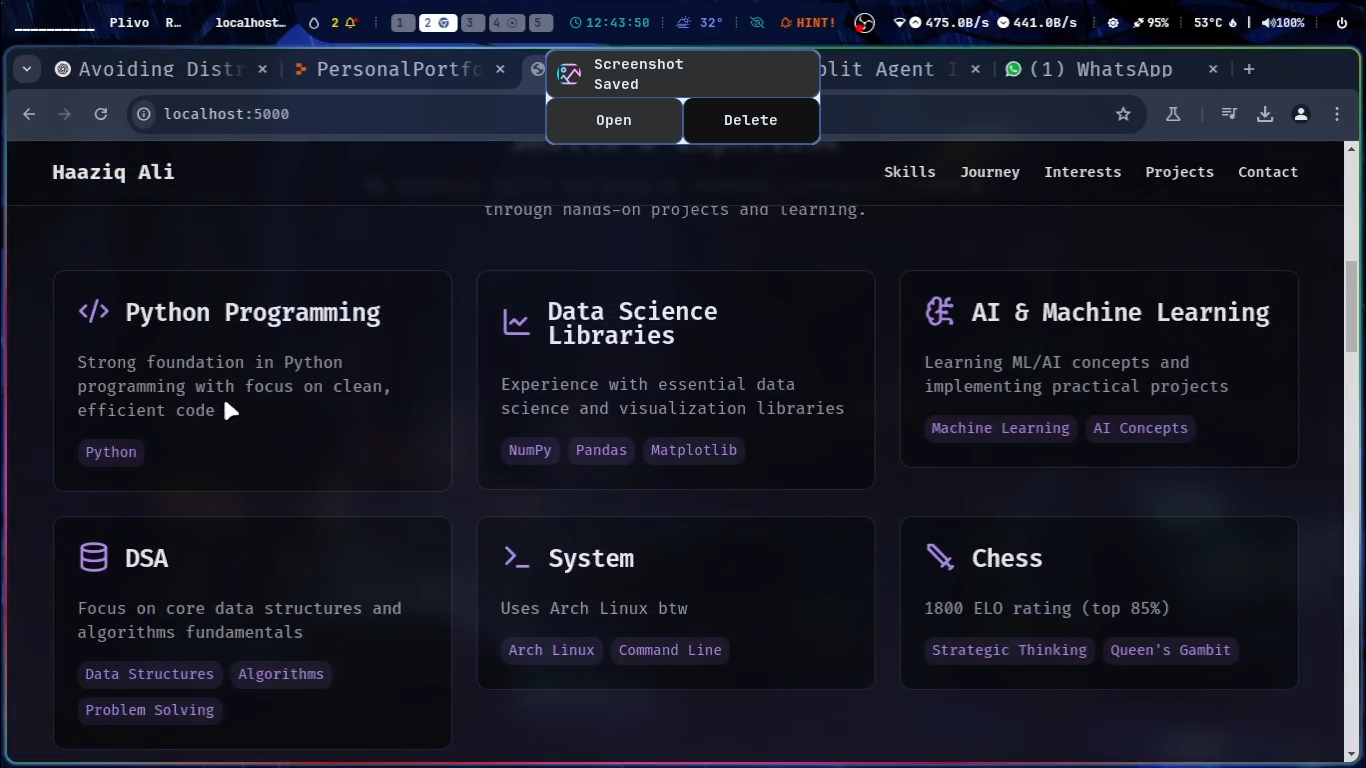 Plivo R… localhost… 2 1 2 3 4 5 12:43:50 32° HINT! 475.0B/s 441.0B/s 95% 53°C 100%
Screenshot
Saved
Open Delete
Avoiding Distr PersonalPortfo plit Agent I (1) WhatsApp
localhost:5000
Haaziq Ali Skills Journey Interests Projects Contact
through hands-on projects and learning.
Python Programming
Strong foundation in Python
programming with focus on clean,
efficient code
Python
Data Science
Libraries
Experience with essential data
science and visualization libraries
NumPy Pandas Matplotlib
AI & Machine Learning
Learning ML/AI concepts and
implementing practical projects
Machine Learning AI Concepts
DSA
Focus on core data structures and
algorithms fundamentals
Data Structures Algorithms
Problem Solving
System
Uses Arch Linux btw
Arch Linux Command Line
Chess
1800 ELO rating (top 85%)
Strategic Thinking Queen's Gambit